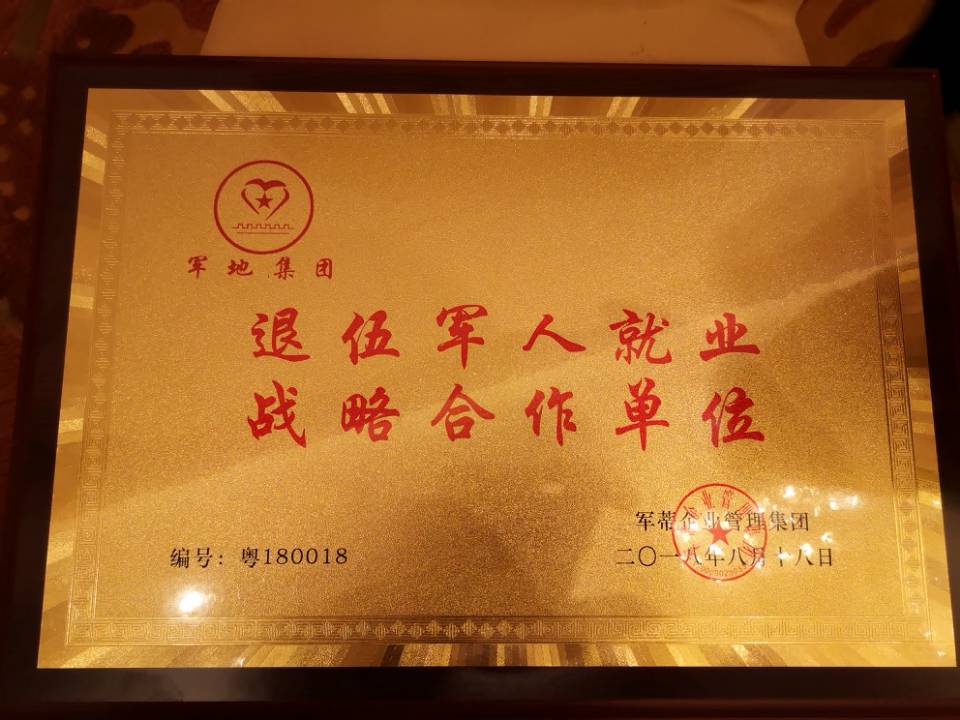 军地集团
退伍军人就业
战略合作单位
军蒂企业管理集团
编号：粤180018
二〇一八年八月十八日